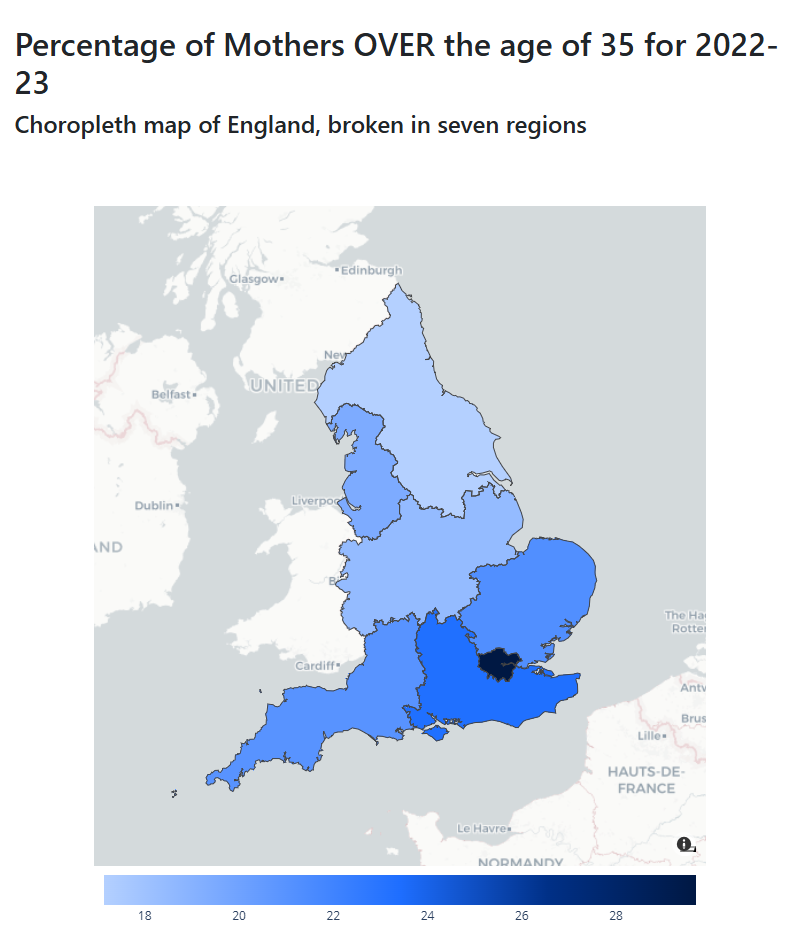 Percentage of Mothers OVER the age of 35 for 2022-
23
Choropleth map of England, broken in seven regions
Edinburgh
Glasgow
New
UNITED
Belfast
Liverpoo
Dublin
AND
B
The Hag
Rotter
Cardiff
Antw
Brus
Lille
HAUTS-DE-
FRANCE
Le Havre
NORMANDY
18 20 22 24 26 28